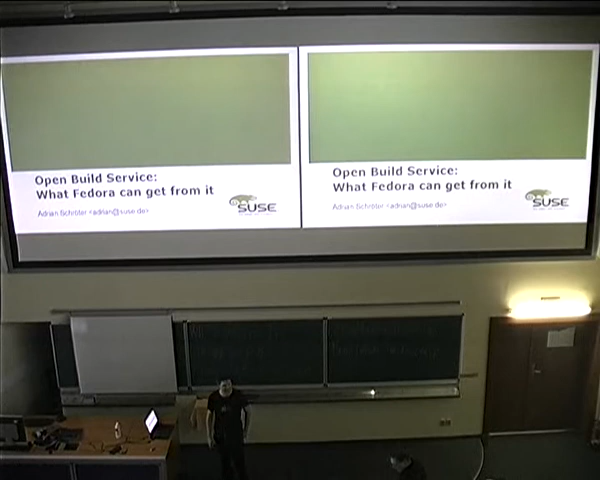 Open Build Service:
What Fedora can get from it
Adrian Schröter <adrian@suse.de>
SUSE
Open Build Service:
What Fedora can get from it
Adrian Schröter <adrian@suse.de>
SUSE